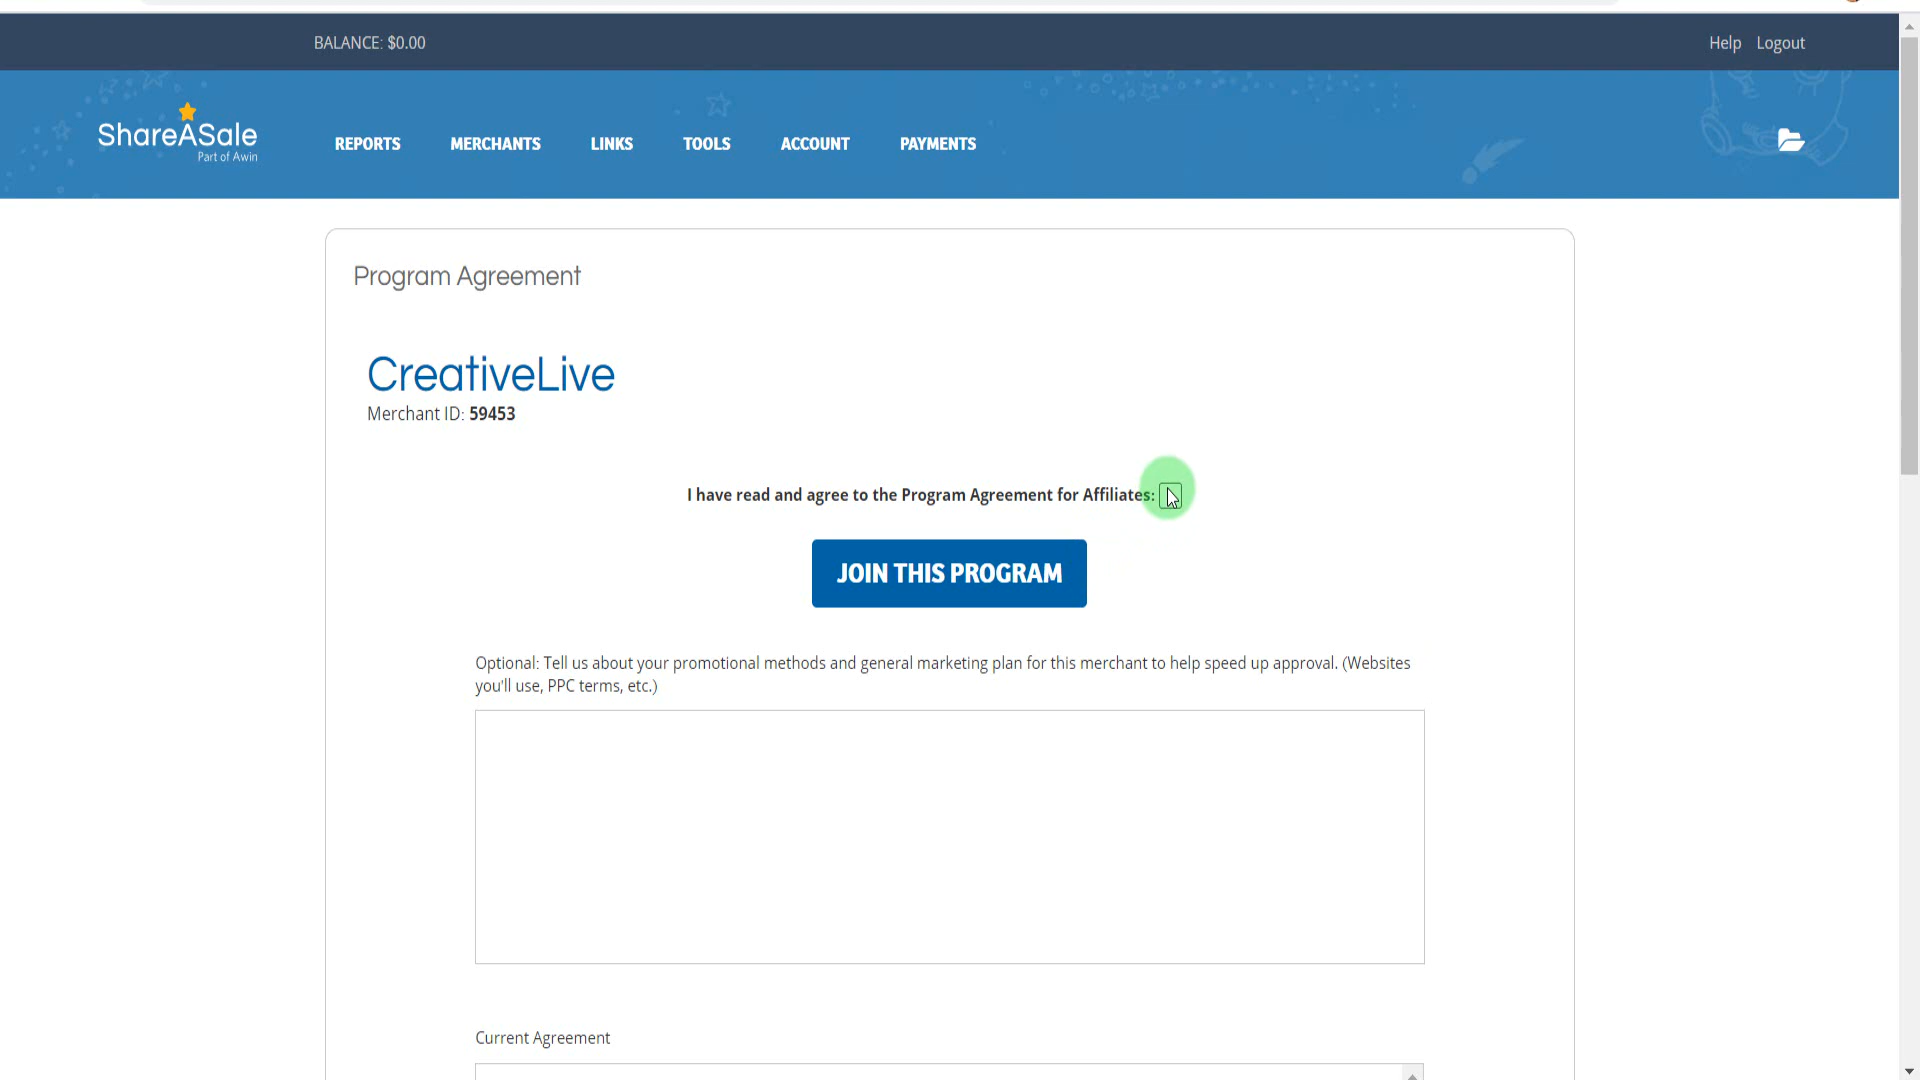 BALANCE: $0.00
Help Logout
ShareASale
Part of Awin
REPORTS MERCHANTS LINKS TOOLS ACCOUNT PAYMENTS
Program Agreement
CreativeLive
Merchant ID: 59453
I have read and agree to the Program Agreement for Affiliates:
JOIN THIS PROGRAM
Optional: Tell us about your promotional methods and general marketing plan for this merchant to help speed up approval. (Websites
you'll use, PPC terms, etc.)
Current Agreement